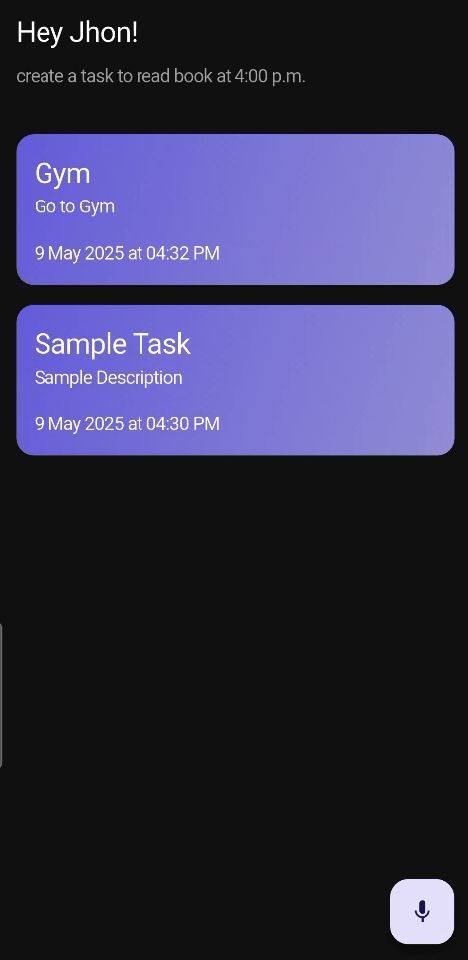 Hey Jhon!
create a task to read book at 4:00 p.m.
Gym
Go to Gym
9 May 2025 at 04:32 PM
Sample Task
Sample Description
9 May 2025 at 04:30 PM